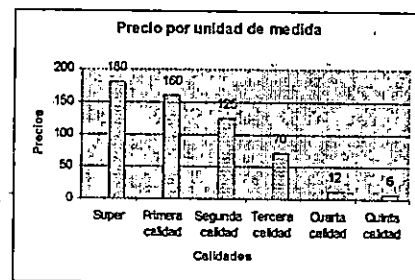 Precio por unidad de medida
200
150
100
50
0
Precios
180
160
125
70
12
6
Super
Primera calidad
Segunda calidad
Tercera calidad
Cuarta calidad
Quinta calidad
Calidades